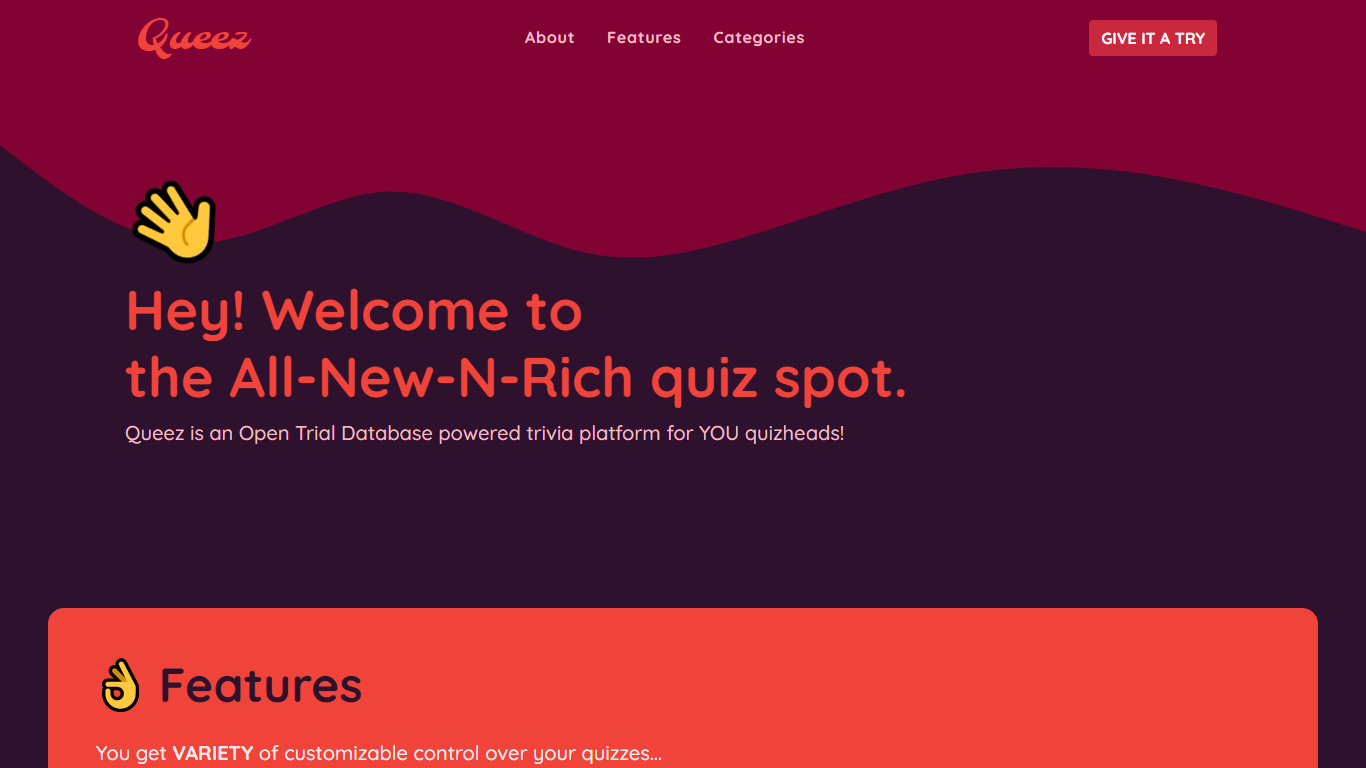 Queez
About
Features
Categories
GIVE IT A TRY
Hey! Welcome to
the All-New-N-Rich quiz spot.
Queez is an Open Trial Database powered trivia platform for YOU quizheads!
Features
You get VARIETY of customizable control over your quizzes...